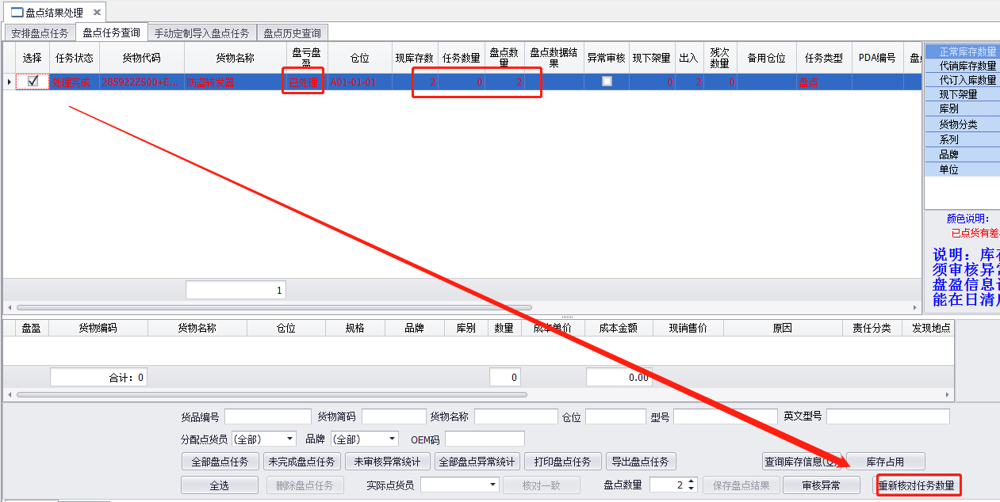 盘点结果处理
安排盘点任务 盘点任务查询 手动定制导入盘点任务 盘点历史查询
选择 任务状态 货物代码 货物名称 盘亏盘盈 仓位 现库存数 任务数量 盘点数量 盘点数据结果 异常审核 现下架量 出入 残次数量 备用仓位 任务类型 PDA编号
处理完成 285922ZS00+E... 防盗转发器 已处理 A01-01-01 2 0 2 0 2 0 盘点
1
正常库存数量
代销库存数量
代订入库数量
现下架量
库别
货物分类
系列
品牌
单位
颜色说明:
已点货有差
说明: 库存
须审核异常
盘盈信息
能在日清
盘盈 货物编码 货物名称 仓位 规格 品牌 库别 数量 成本单价 成本金额 现销售价 原因 责任分类 发现地点
合计: 0 0 0.00
货品编号 货物简码 货物名称 仓位 型号 英文型号
分配点货员 (全部) 品牌 (全部) OEM码
全部盘点任务 未完成盘点任务 未审核异常统计 全部盘点异常统计 打印盘点任务 导出盘点任务 查询库存信息(Q) 库存占用
全选 删除盘点任务 实际点货员 核对一致 盘点数量 2 保存盘点结果 审核异常 重新核对任务数量